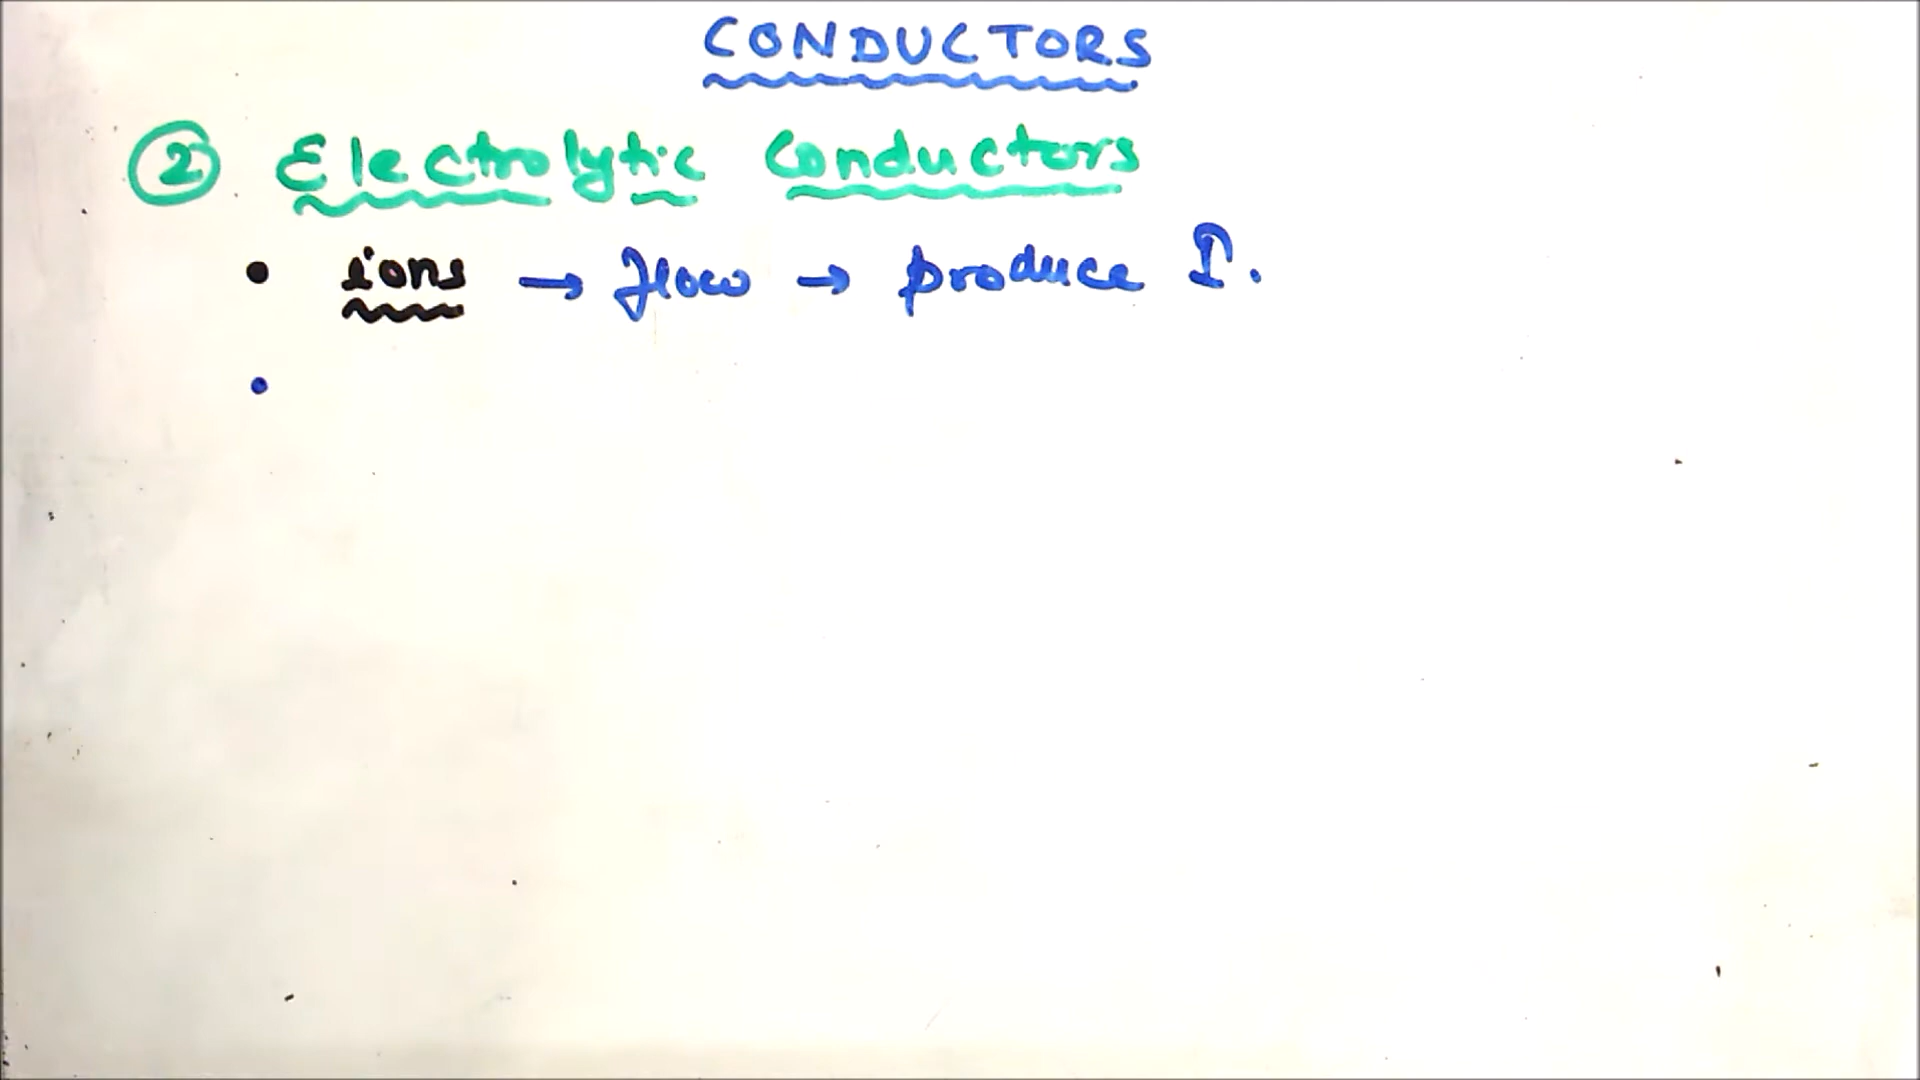 CONDUCTORS
② Electrolytic Conductors
• ions → flow → produce I.
•